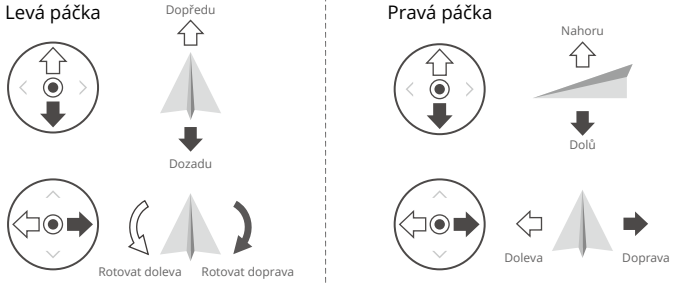 Levá páčka
Dopředu
Dozadu
Rotovat doleva
Rotovat doprava
Pravá páčka
Nahoru
Dolů
Doleva
Doprava